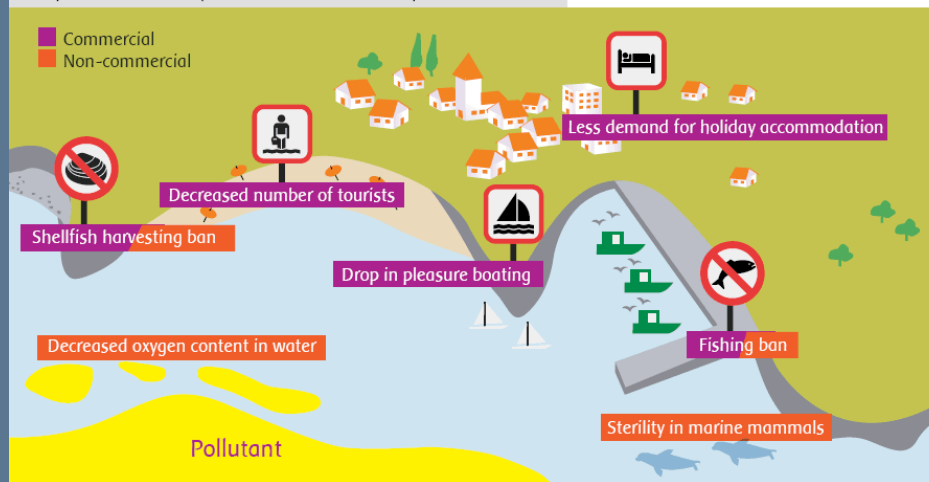 Commercial
Non-commercial
Less demand for holiday accommodation
Decreased number of tourists
Shellfish harvesting ban
Drop in pleasure boating
Decreased oxygen content in water
Fishing ban
Sterility in marine mammals
Pollutant